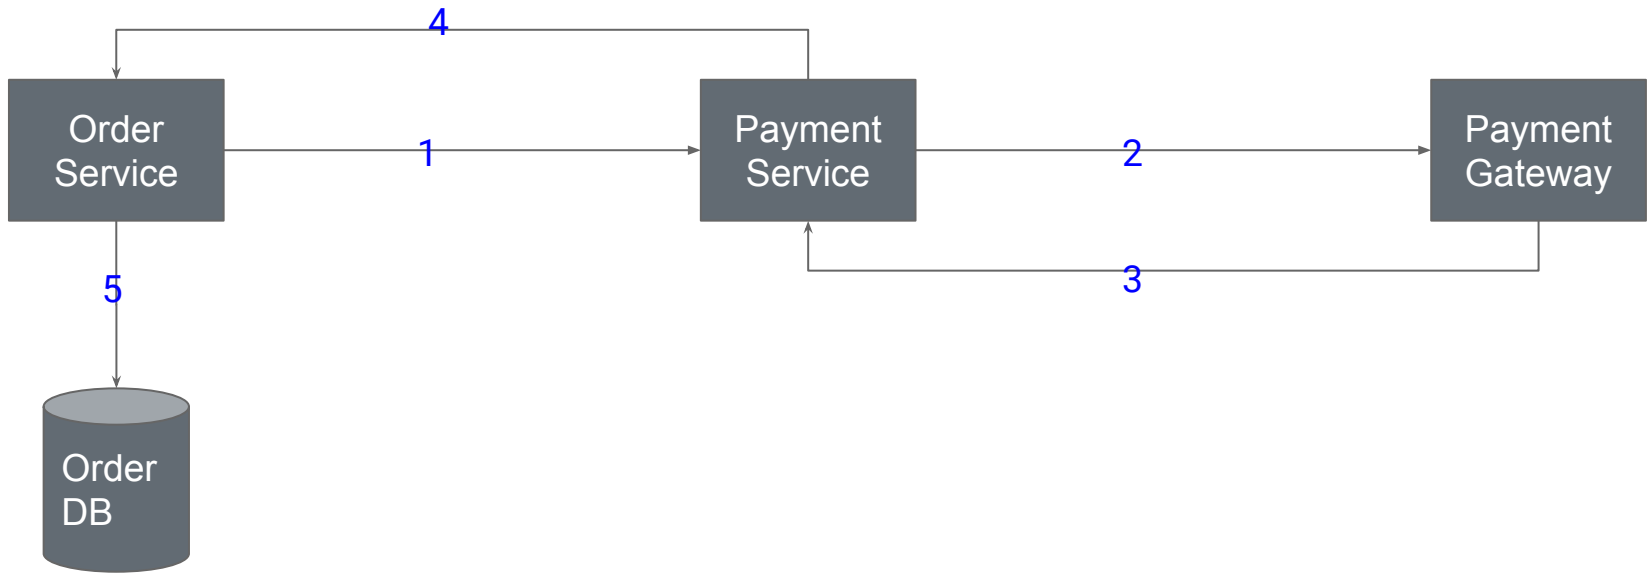 4
Order
Service
1
Payment
Service
2
Payment
Gateway
5
3
Order
DB